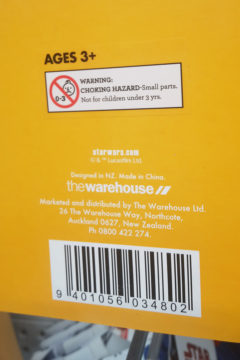 AGES 3+
WARNING:
CHOKING HAZARD-Small parts.
0-3
Not for children under 3 yrs.
starwars.com
© & ™ Lucasfilm Ltd
Designed in NZ. Made in China.
thewarehouse
Marketed and distributed by The Warehouse Ltd.
26 The Warehouse Way, Northcote,
Auckland 0627, New Zealand.
Ph 0800 422 274.
9 401056 034802